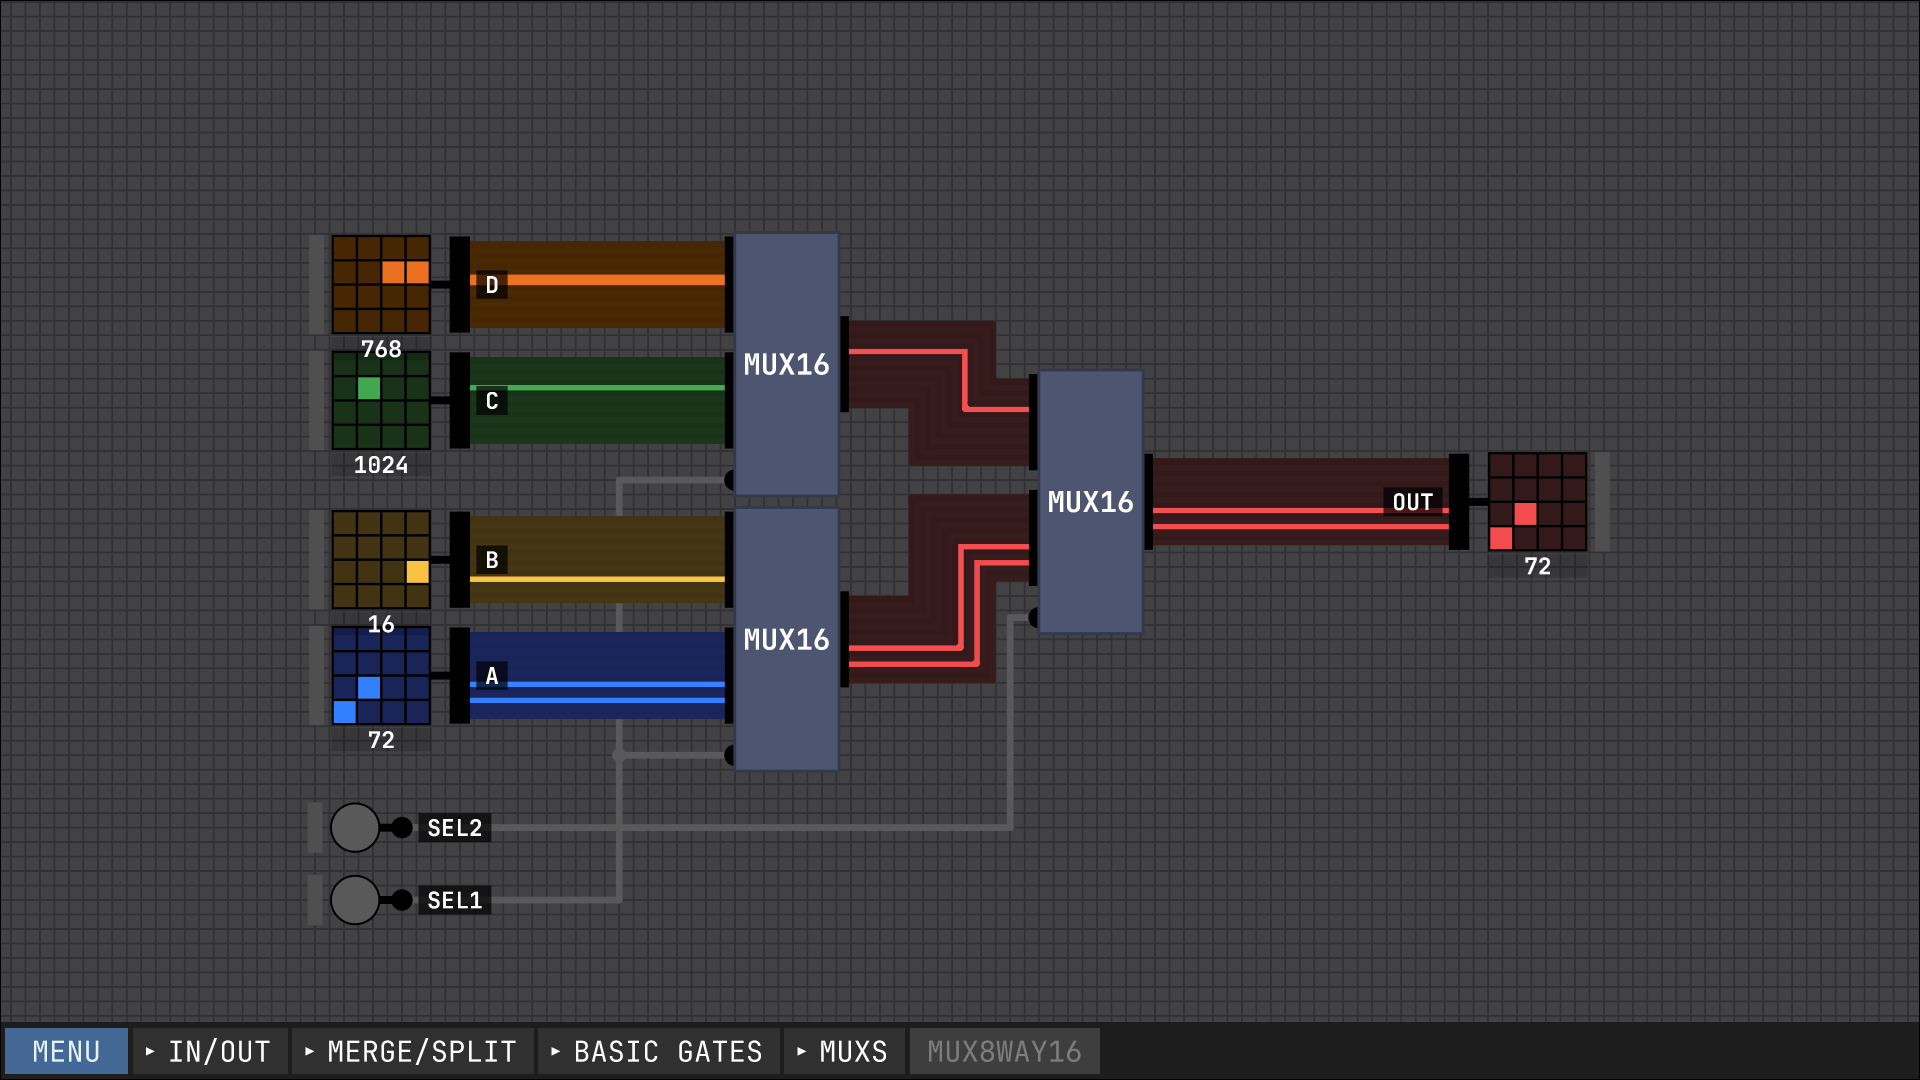 D
768
C
1024
MUX16
B
16
A
72
MUX16
MUX16
OUT
72
SEL2
SEL1
MENU
▸ IN/OUT
▸ MERGE/SPLIT
▸ BASIC GATES
▸ MUXS
MUX8WAY16